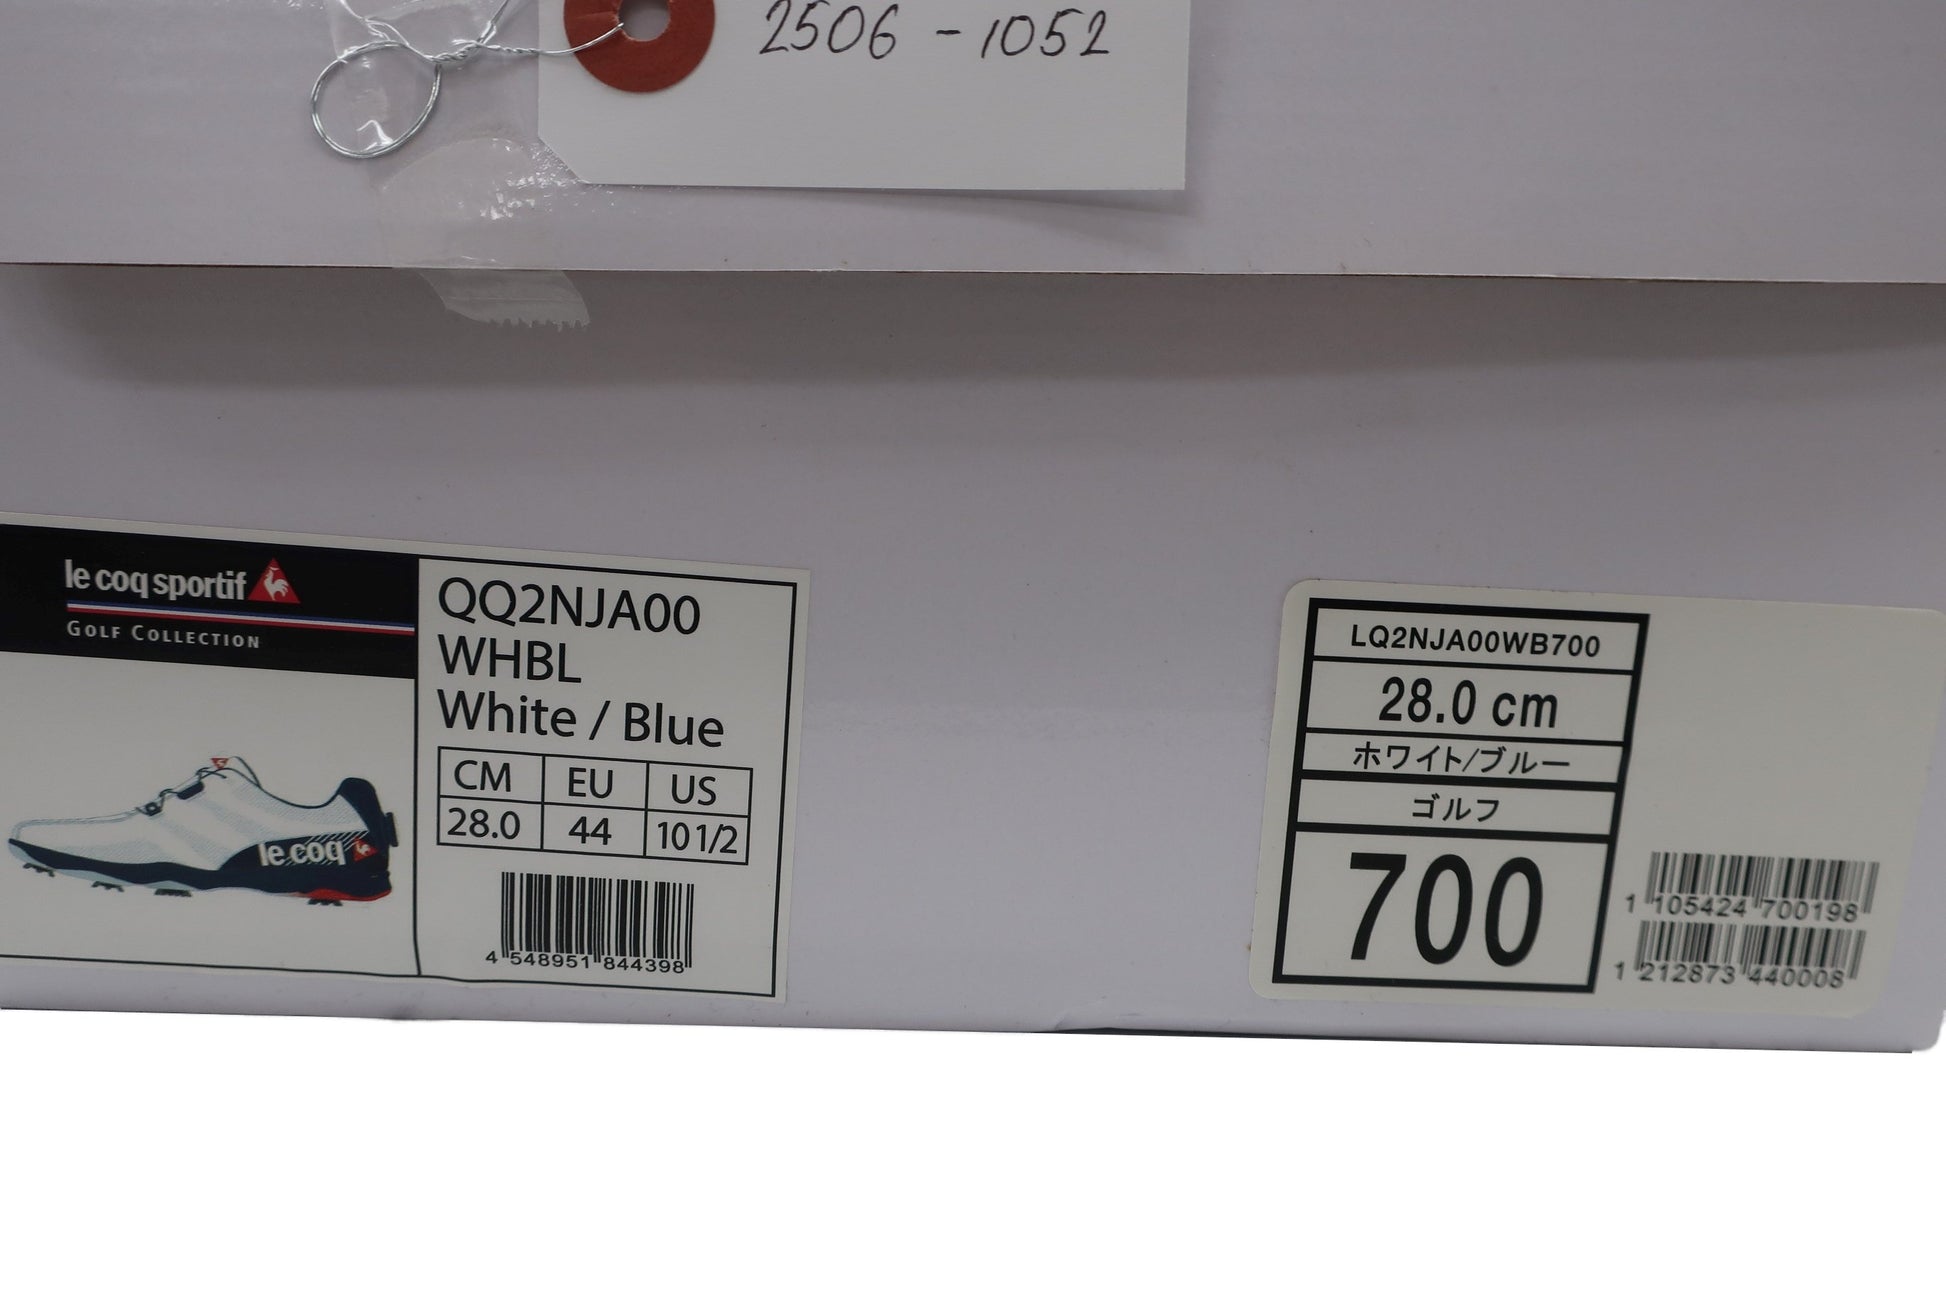 2506 - 1052
le coq sportif
GOLF COLLECTION
le coq
QQ2NJA00
WHBL
White / Blue
CM EU US
28.0 44 10 1/2
4 548951 844398
LQ2NJA00WB700
28.0 cm
ホワイト/ブルー
ゴルフ
700
1 105424 700198
1 212873 440008